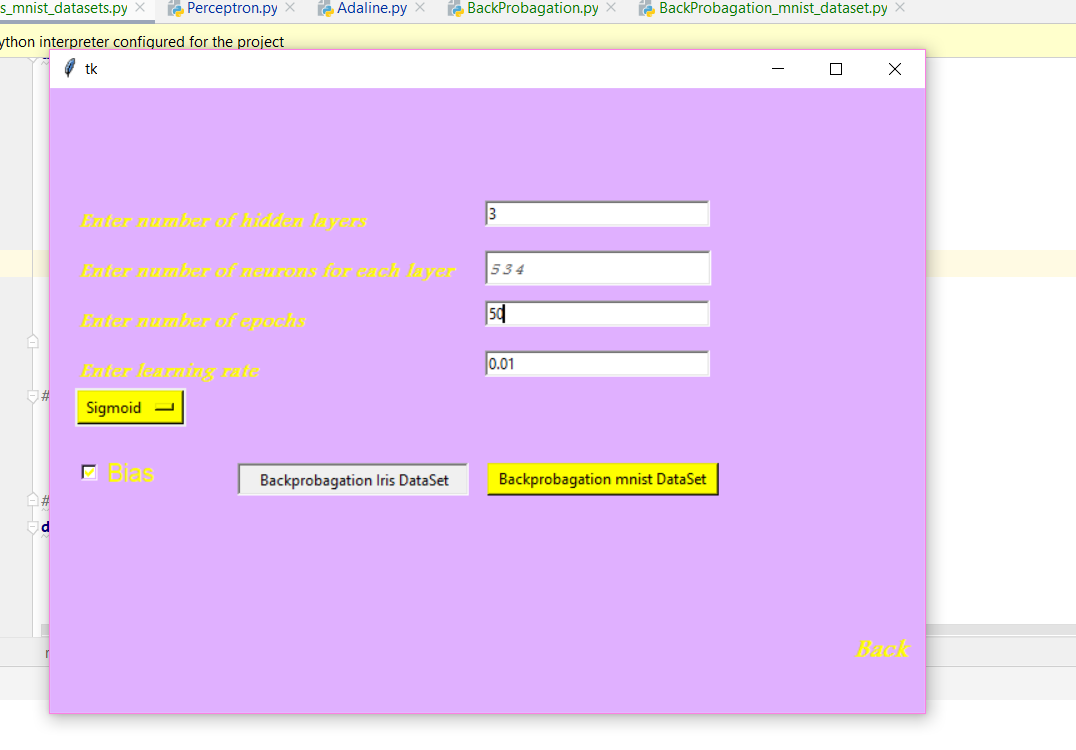 s_mnist_datasets.py Perceptron.py Adaline.py BackProbagation.py BackProbagation_mnist_dataset.py
ython interpreter configured for the project
tk
Enter number of hidden layers 3
Enter number of neurons for each layer 5 3 4
Enter number of epochs 50
Enter learning rate 0.01
#
Sigmoid
Bias Backprobagation Iris DataSet Backprobagation mnist DataSet
#
d
Back